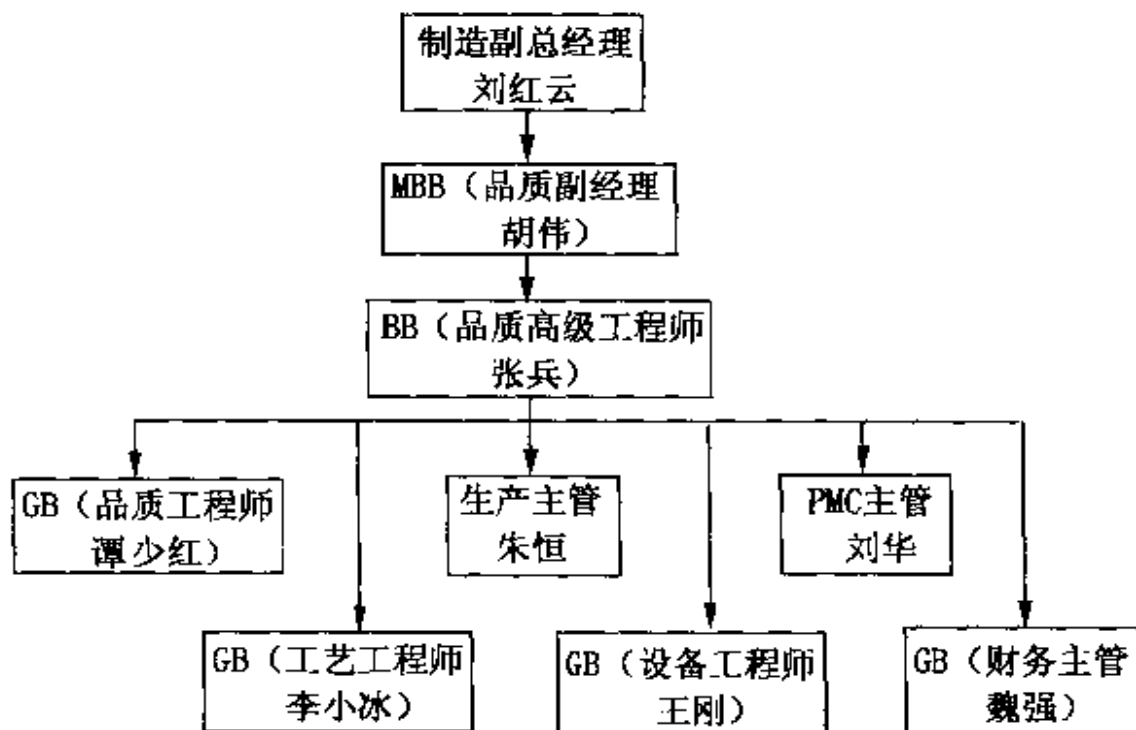 制造副总经理
刘红云
MBB（品质副经理
胡伟）
BB（品质高级工程师
张兵）
GB（品质工程师
谭少红）
生产主管
朱恒
PMC主管
刘华
GB（工艺工程师
李小冰）
GB（设备工程师
王刚）
GB（财务主管
魏强）